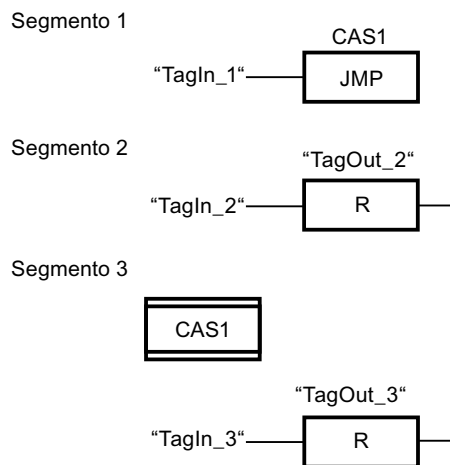 Segmento 1
CAS1
“TagIn_1“
JMP
Segmento 2
“TagOut_2“
“TagIn_2“
R
Segmento 3
CAS1
“TagOut_3“
“TagIn_3“
R